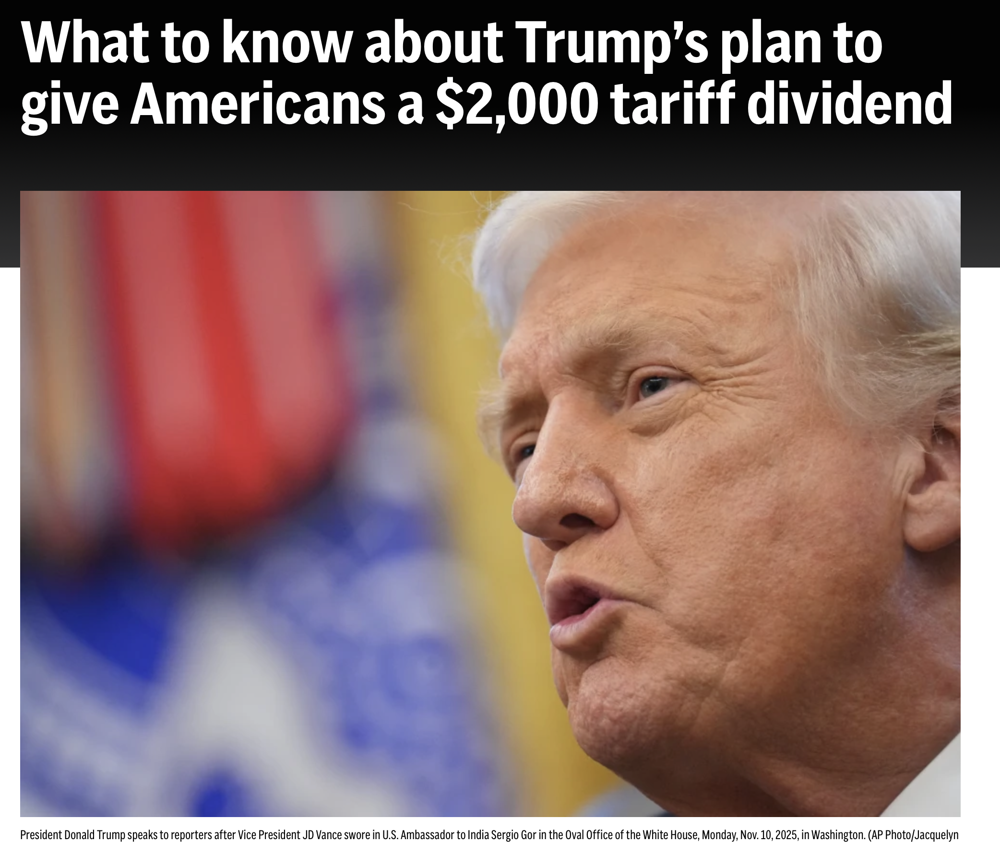 What to know about Trump’s plan to
give Americans a $2,000 tariff dividend
President Donald Trump speaks to reporters after Vice President JD Vance swore in U.S. Ambassador to India Sergio Gor in the Oval Office of the White House, Monday, Nov. 10, 2025, in Washington. (AP Photo/Jacquelyn